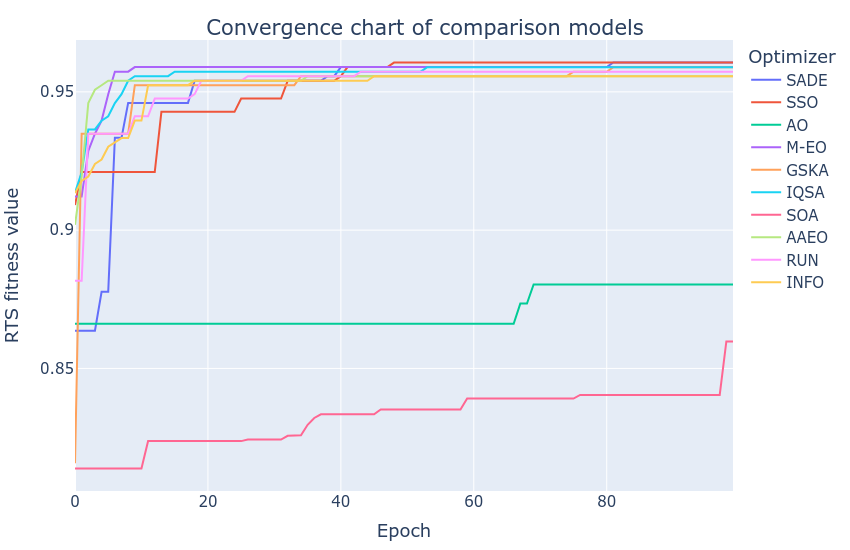 Convergence chart of comparison models
Optimizer
SADE
SSO
AO
M-EO
GSKA
IQSA
SOA
AAEO
RUN
INFO
RTS fitness value
0.95
0.9
0.85
0 20 40 60 80
Epoch